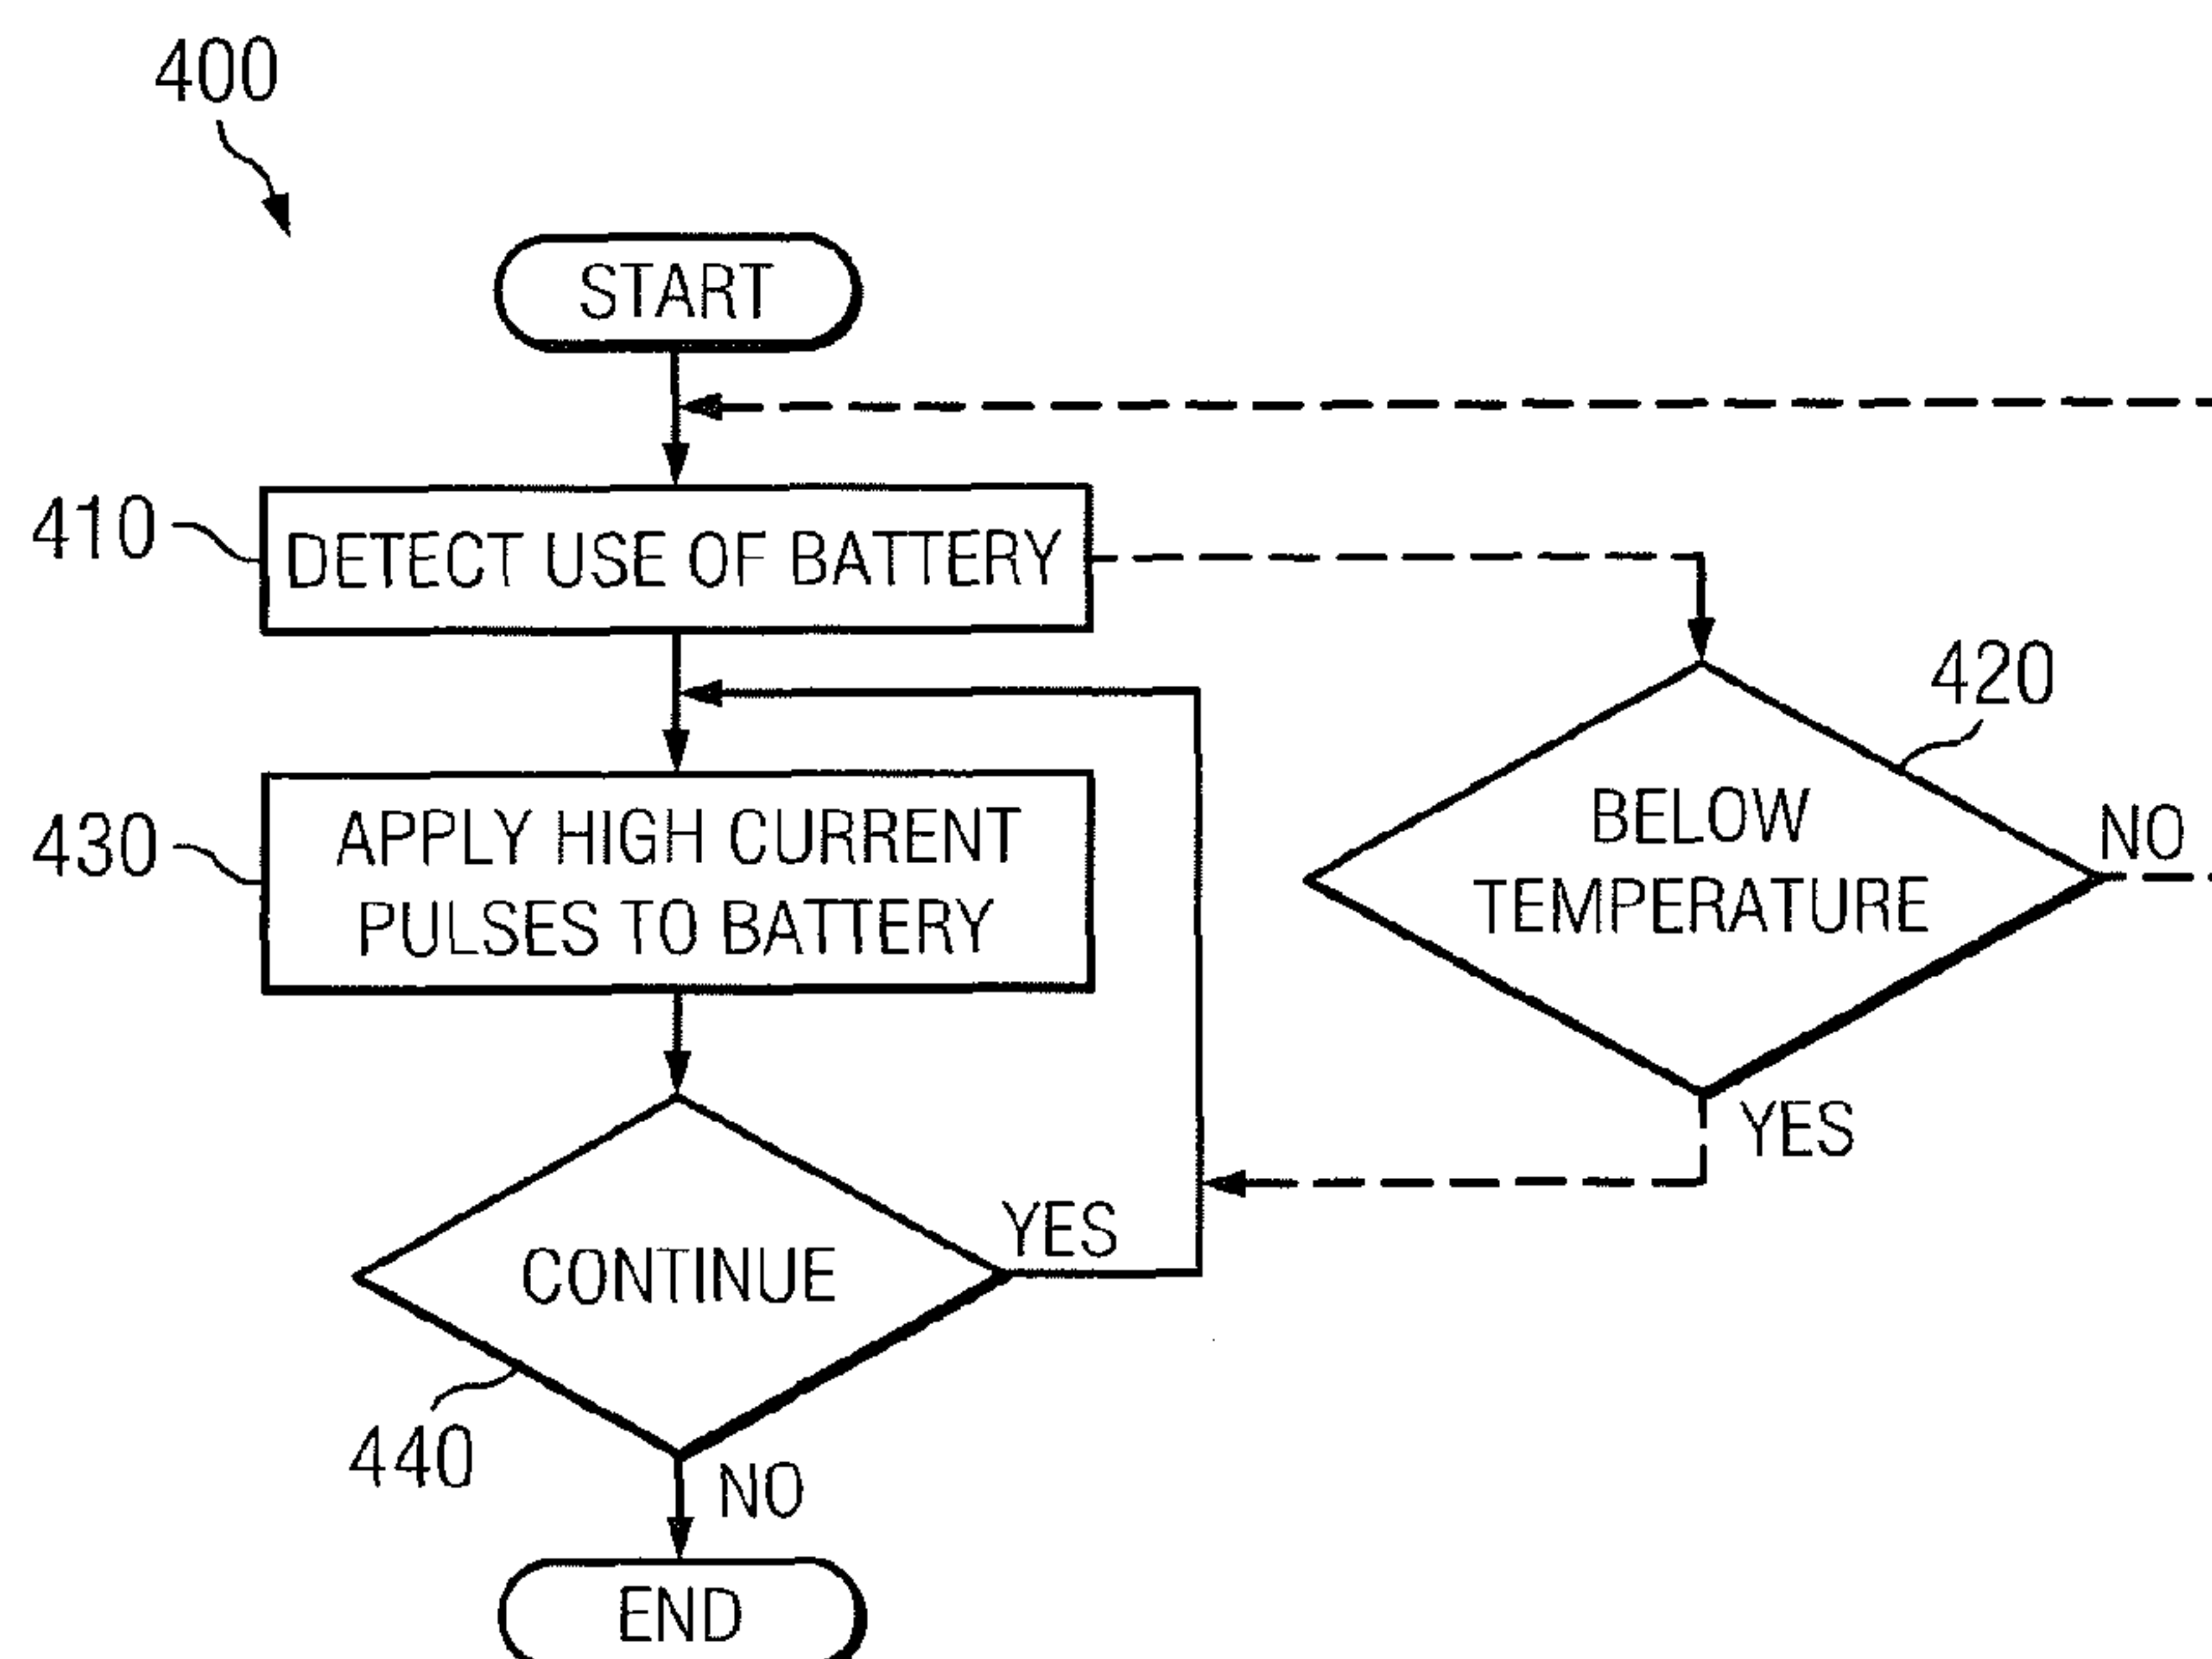 400
START
410
DETECT USE OF BATTERY
420
BELOW
TEMPERATURE
NO
YES
430
APPLY HIGH CURRENT
PULSES TO BATTERY
CONTINUE
YES
440
NO
END